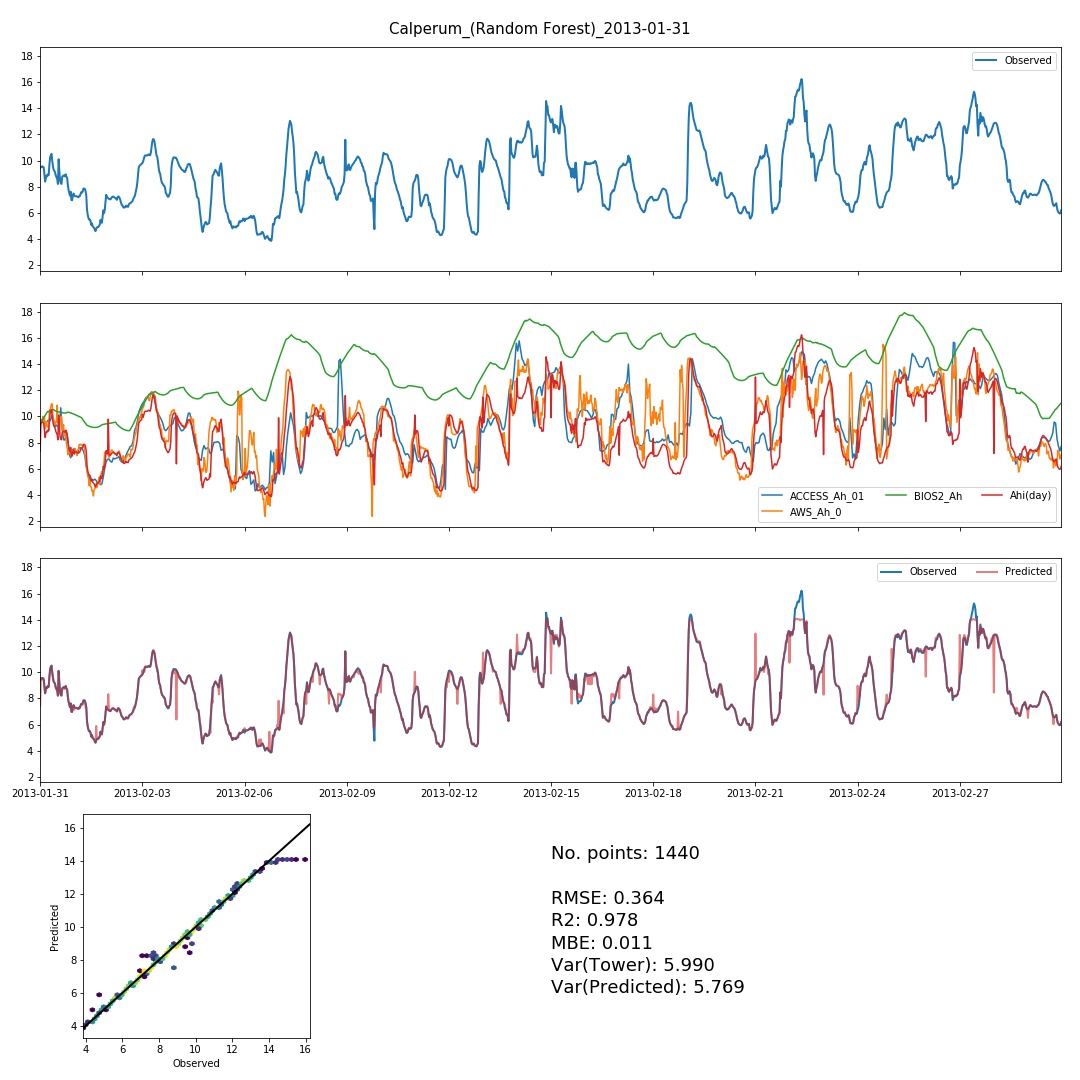 Calperum_(Random Forest)_2013-01-31
18
16
14
12
10
8
6
4
2
Observed
18
16
14
12
10
8
6
4
2
ACCESS_Ah_01
BIOS2_Ah
Ahi(day)
AWS_Ah_0
18
16
14
12
10
8
6
4
2
Observed
Predicted
2013-01-31
2013-02-03
2013-02-06
2013-02-09
2013-02-12
2013-02-15
2013-02-18
2013-02-21
2013-02-24
2013-02-27
16
14
12
10
8
6
4
Predicted
4 6 8 10 12 14 16
Observed
No. points: 1440
RMSE: 0.364
R2: 0.978
MBE: 0.011
Var(Tower): 5.990
Var(Predicted): 5.769